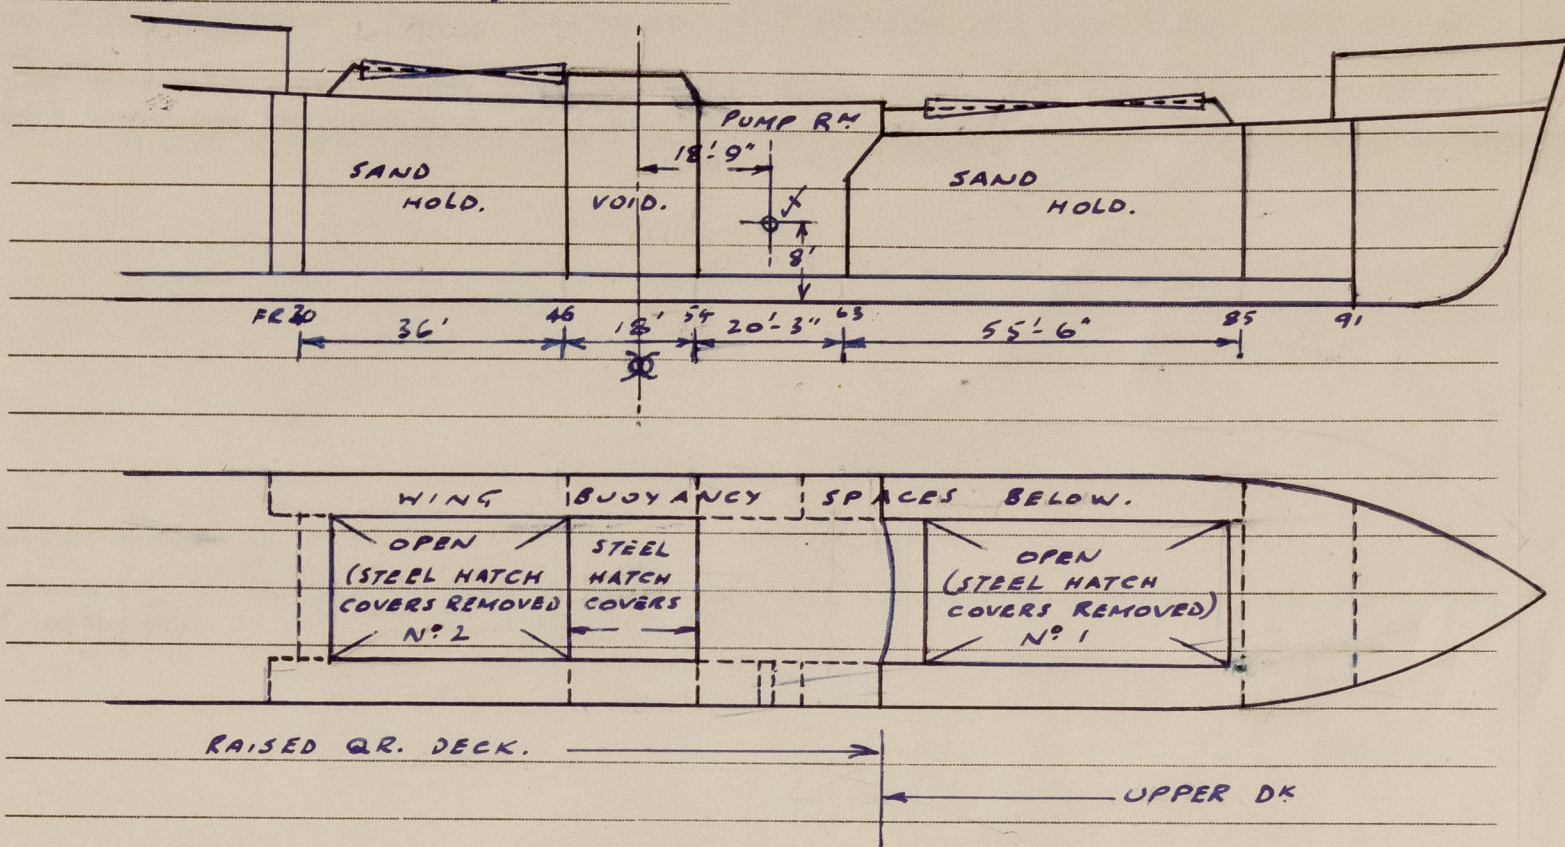 PUMP RM
18'-9"
SAND
HOLD.
VOID.
8'
SAND
HOLD.
FR 30 46 54 63 85 91
36' 18' 20'-3" 55'-6"
WING BUOYANCY SPACES BELOW.
OPEN
(STEEL HATCH
COVERS REMOVED
Nº 2
STEEL
HATCH
COVERS
OPEN
(STEEL HATCH
COVERS REMOVED)
Nº 1
RAISED QR. DECK.
UPPER DK